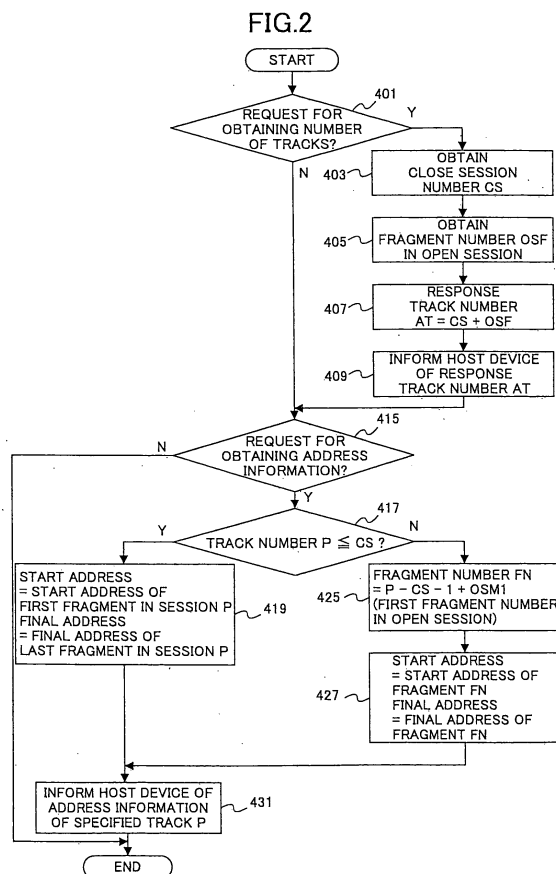 FIG.2
START
401
REQUEST FOR
OBTAINING NUMBER
OF TRACKS?
Y
N
403
OBTAIN
CLOSE SESSION
NUMBER CS
405
OBTAIN
FRAGMENT NUMBER OSF
IN OPEN SESSION
407
RESPONSE
TRACK NUMBER
AT = CS + OSF
409
INFORM HOST DEVICE
OF RESPONSE
TRACK NUMBER AT
415
N
REQUEST FOR
OBTAINING ADDRESS
INFORMATION?
Y
417
Y
TRACK NUMBER P ≦ CS ?
N
START ADDRESS
= START ADDRESS OF
FIRST FRAGMENT IN SESSION P
FINAL ADDRESS
= FINAL ADDRESS OF
LAST FRAGMENT IN SESSION P
419
425
FRAGMENT NUMBER FN
= P - CS - 1 + OSM1
(FIRST FRAGMENT NUMBER
IN OPEN SESSION)
427
START ADDRESS
= START ADDRESS OF
FRAGMENT FN
FINAL ADDRESS
= FINAL ADDRESS OF
FRAGMENT FN
INFORM HOST DEVICE OF
ADDRESS INFORMATION
OF SPECIFIED TRACK P
431
END